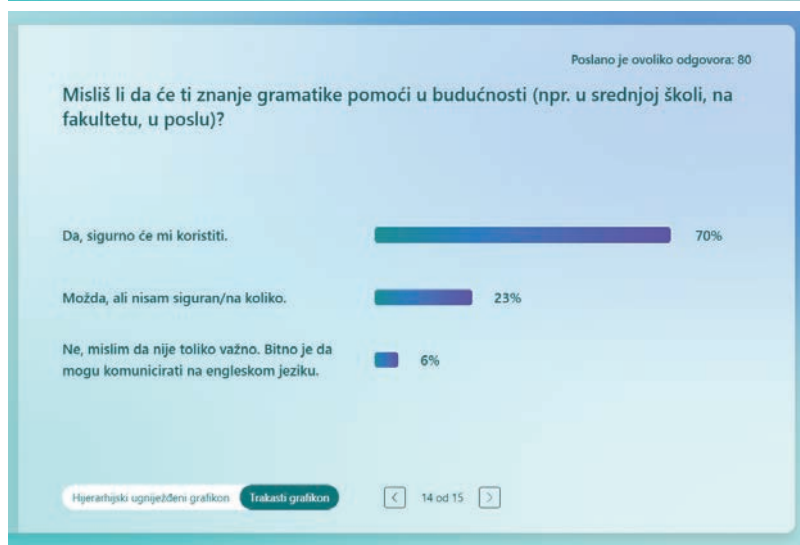 Poslano je ovoliko odgovora: 80
Misliš li da će ti znanje gramatike pomoći u budućnosti (npr. u srednjoj školi, na
fakultetu, u poslu)?
Da, sigurno će mi koristiti.
70%
Možda, ali nisam siguran/na koliko.
23%
Ne, mislim da nije toliko važno. Bitno je da
mogu komunicirati na engleskom jeziku.
6%
Hijerarhijski ugniježđeni grafikon
Trakasti grafikon
14 od 15